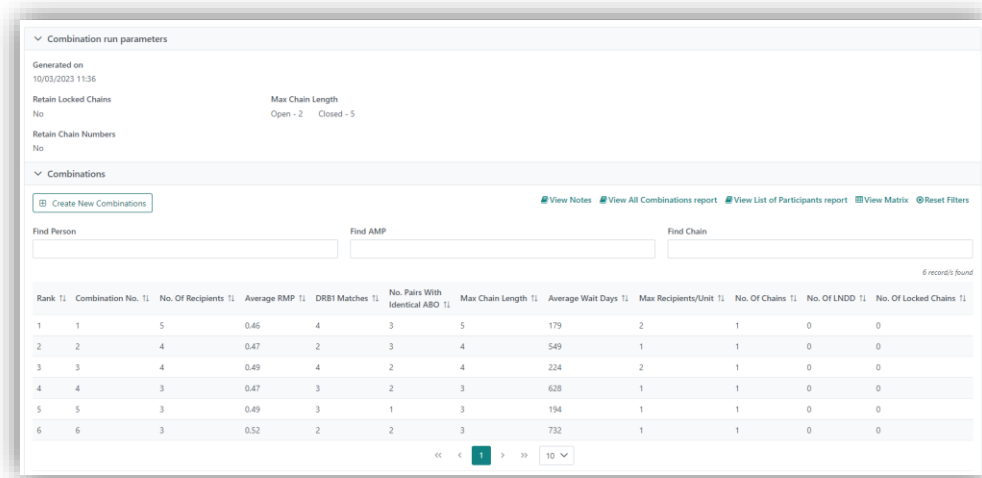 Combination run parameters
Generated on
10/03/2023 11:36
Retain Locked Chains Max Chain Length
No Open - 2 Closed - 5
Retain Chain Numbers
No
Combinations
Create New Combinations View Notes View All Combinations report View List of Participants report View Matrix Reset Filters
Find Person Find AMP Find Chain
6 record/s found
Rank Combination No. No. Of Recipients Average RMP DRB1 Matches No. Pairs With Identical ABO Max Chain Length Average Wait Days Max Recipients/Unit No. Of Chains No. Of LNDD No. Of Locked Chains
1 1 5 0.46 4 3 5 179 2 1 0 0
2 2 4 0.47 2 3 4 549 1 1 0 0
3 3 4 0.49 4 2 4 224 2 1 0 0
4 4 3 0.47 3 2 3 628 1 1 0 0
5 5 3 0.49 3 1 3 194 1 1 0 0
6 6 3 0.52 2 2 3 732 1 1 0 0
<< < 1 > >> 10